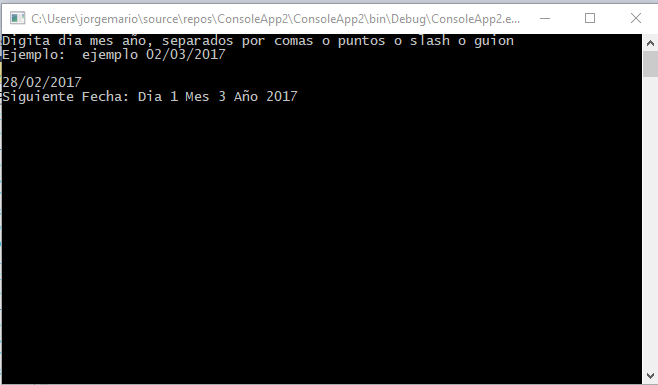 C:\Users\jorgemario\source\repos\ConsoleApp2\ConsoleApp2\bin\Debug\ConsoleApp2.e...
Digita dia mes año, separados por comas o puntos o slash o guion
Ejemplo:  ejemplo 02/03/2017
28/02/2017
Siguiente Fecha: Dia 1 Mes 3 Año 2017